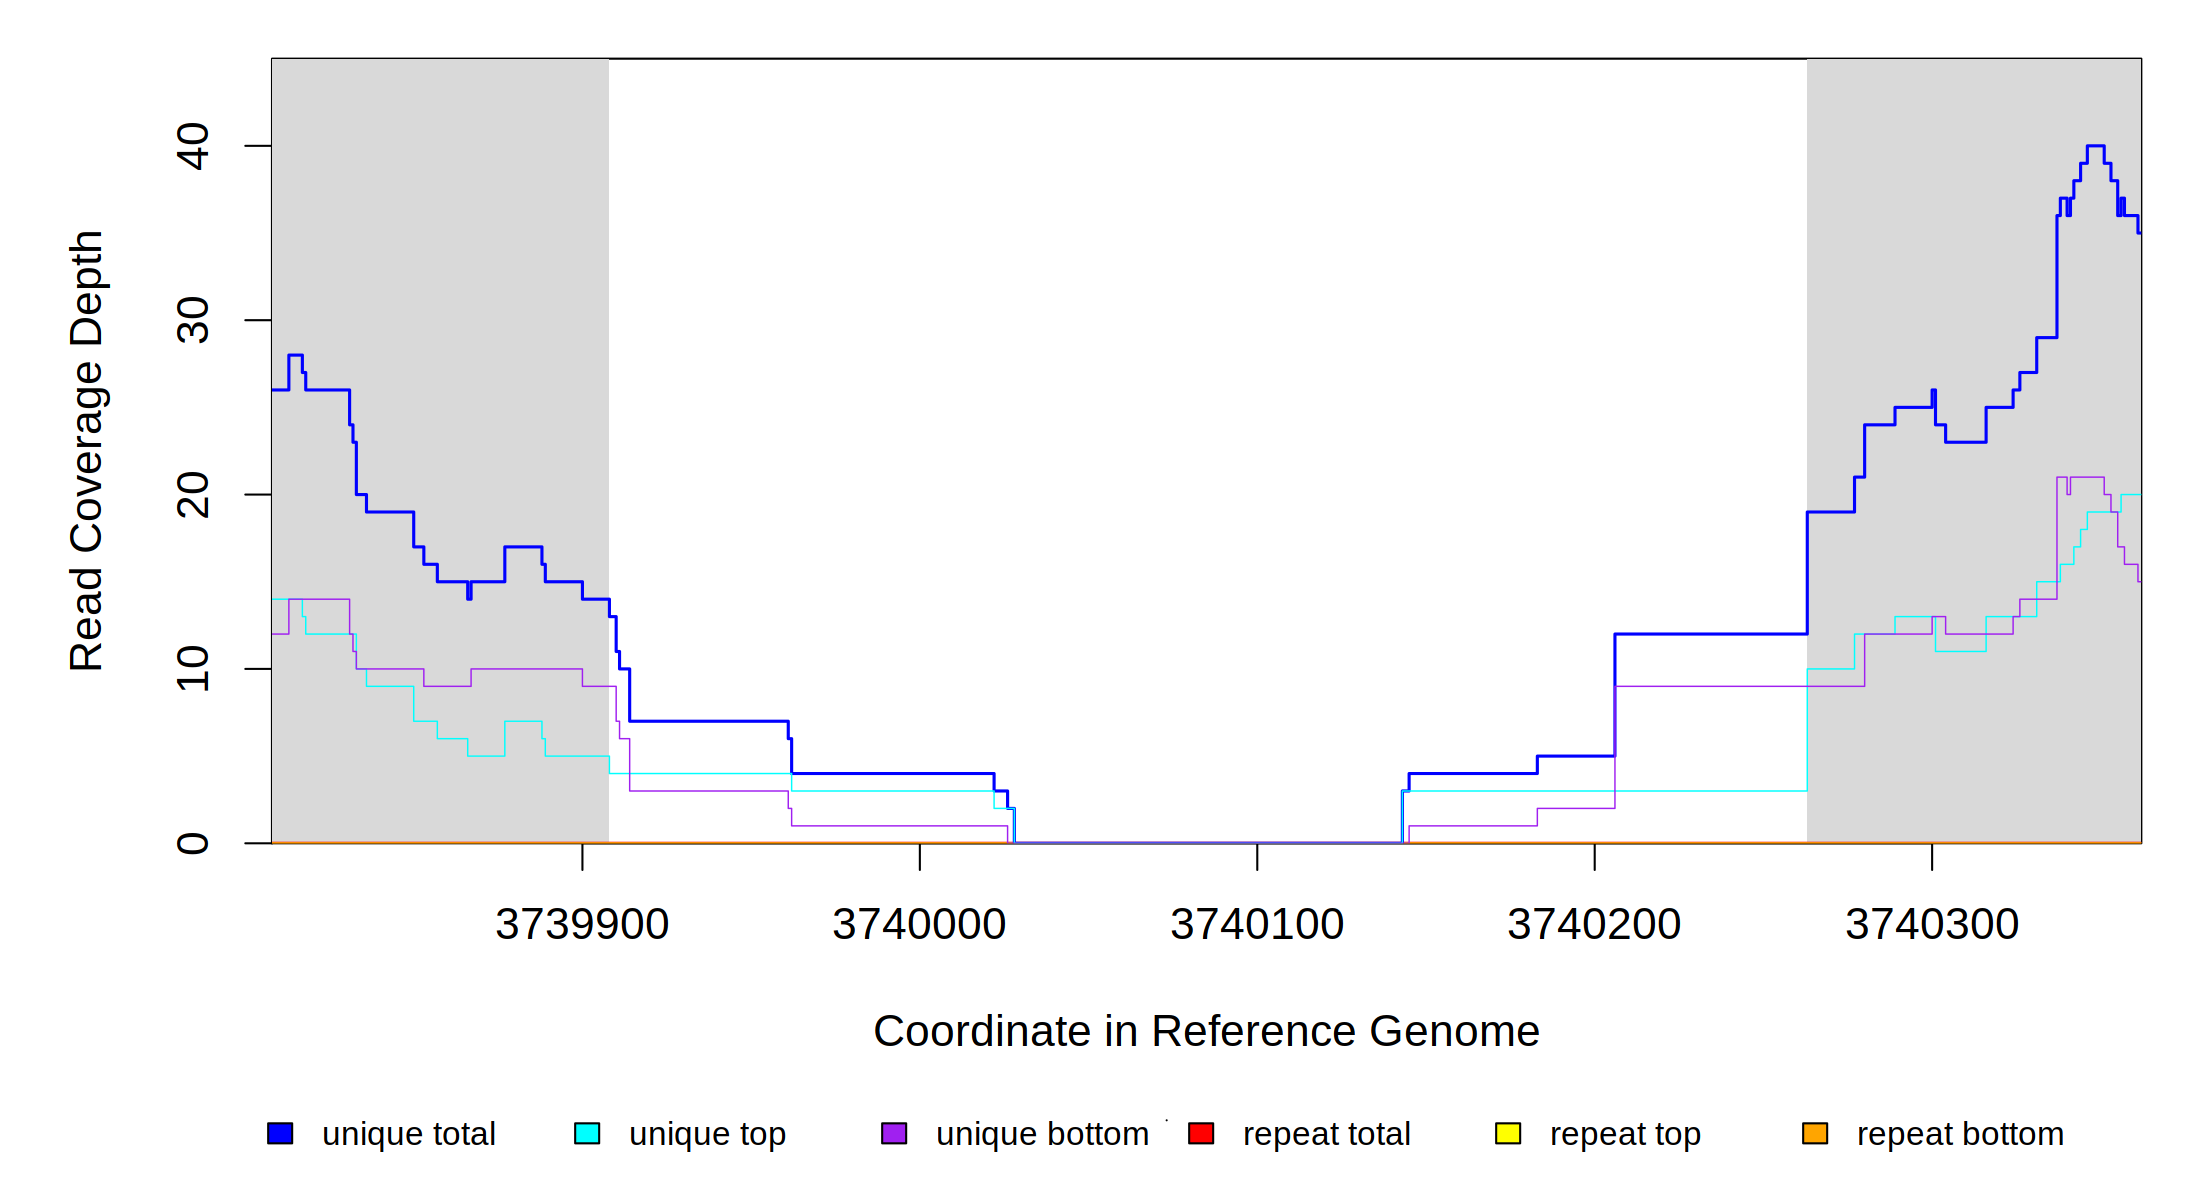 Read Coverage Depth
40
30
20
10
0
3739900 3740000 3740100 3740200 3740300
Coordinate in Reference Genome
unique total unique top unique bottom repeat total repeat top repeat bottom